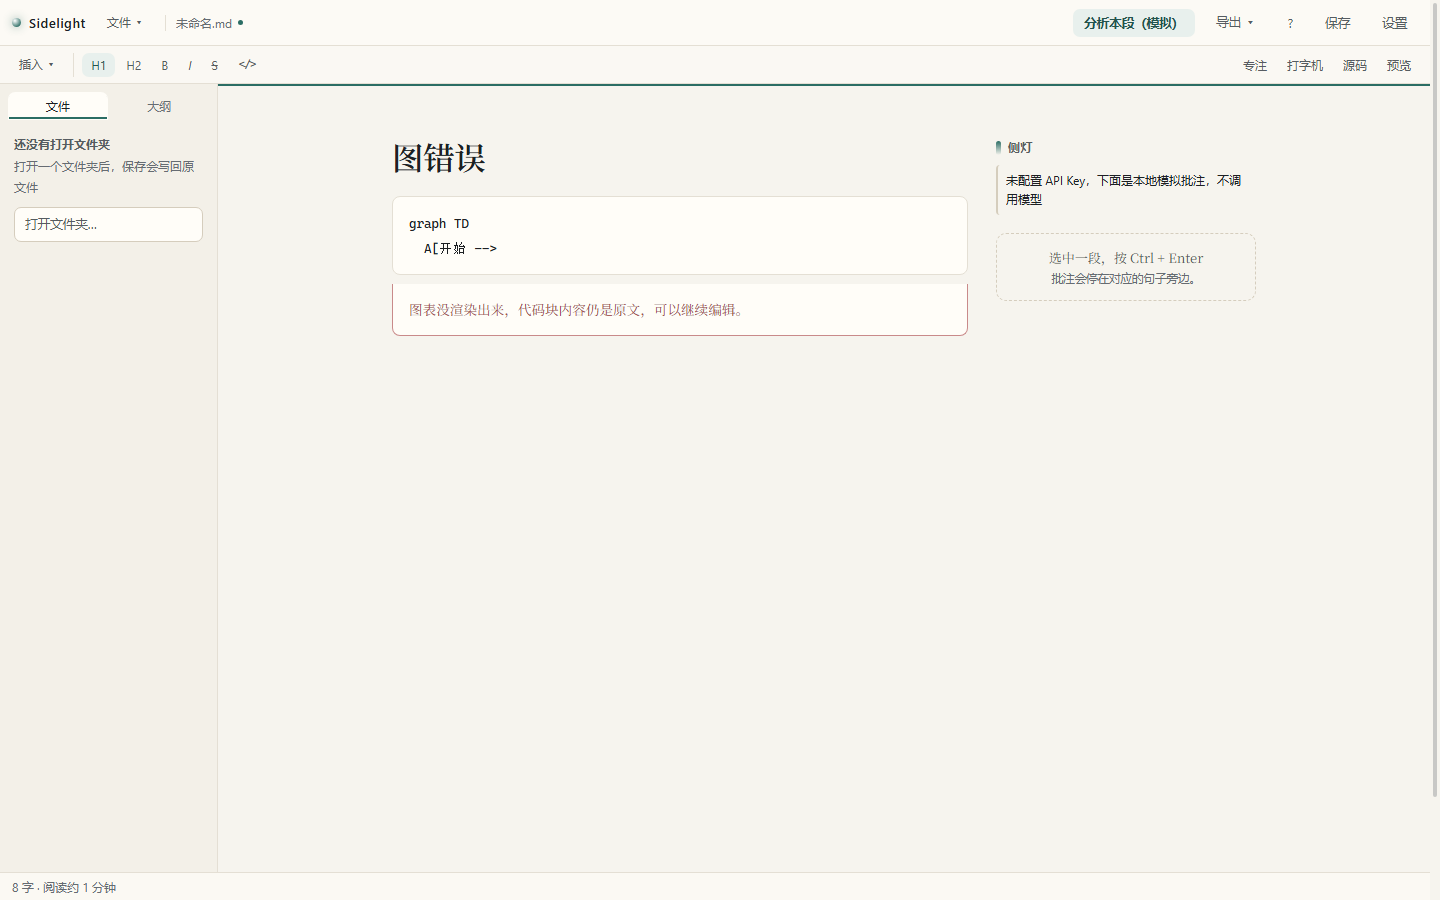 Sidelight 文件 未命名.md 分析本段（模拟） 导出 ? 保存 设置
插入 H1 H2 B I S </> 专注 打字机 源码 预览
文件 大纲
还没有打开文件夹
打开一个文件夹后，保存会写回原
文件
打开文件夹...
图错误
graph TD
A[开始 -->
图表没渲染出来，代码块内容仍是原文，可以继续编辑。
侧灯
未配置 API Key，下面是本地模拟批注，不调
用模型
选中一段，按 Ctrl + Enter
批注会停在对应的句子旁边。
8 字 · 阅读约 1 分钟